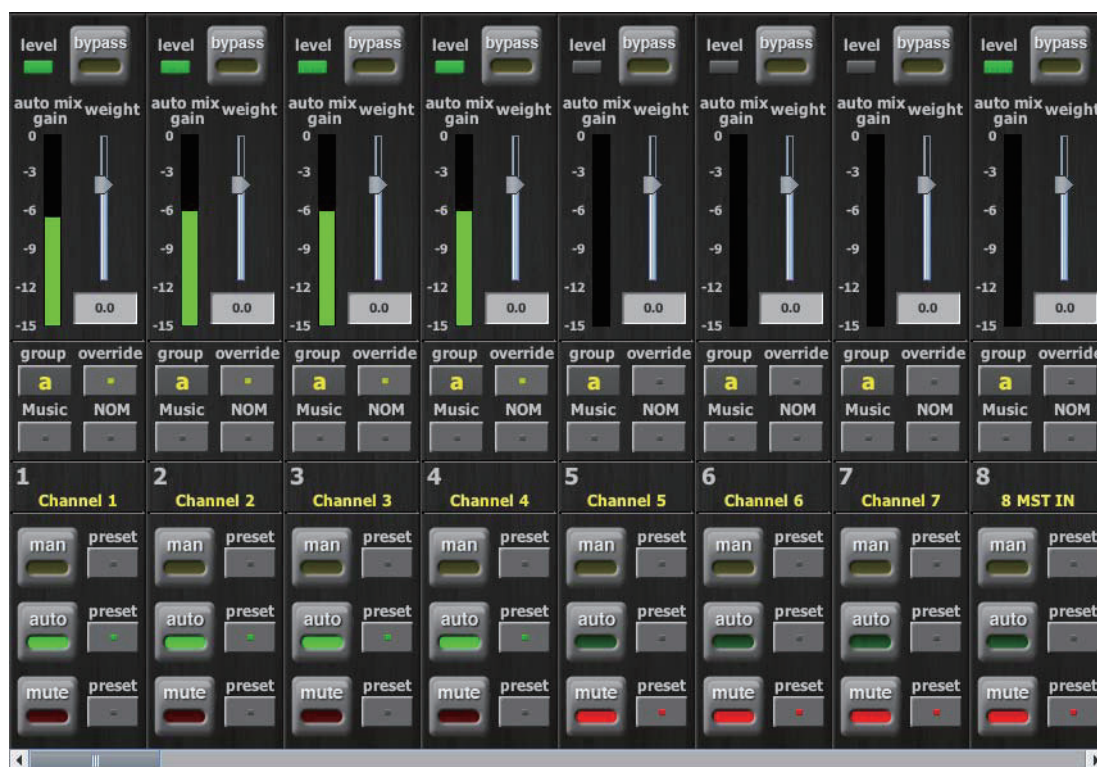 level bypass level bypass level bypass level bypass level bypass level bypass level bypass level bypass
auto mix gain weight auto mix gain weight auto mix gain weight auto mix gain weight auto mix gain weight auto mix gain weight auto mix gain weight auto mix gain weight
0 0 0 0 0 0 0 0
-3 -3 -3 -3 -3 -3 -3 -3
-6 -6 -6 -6 -6 -6 -6 -6
-9 -9 -9 -9 -9 -9 -9 -9
-12 -12 -12 -12 -12 -12 -12 -12
0.0 0.0 0.0 0.0 0.0 0.0 0.0 0.0
-15 -15 -15 -15 -15 -15 -15 -15
group override group override group override group override group override group override group override group override
a a a a a a a a
Music NOM Music NOM Music NOM Music NOM Music NOM Music NOM Music NOM Music NOM
1 2 3 4 5 6 7 8
Channel 1 Channel 2 Channel 3 Channel 4 Channel 5 Channel 6 Channel 7 8 MST IN
man preset man preset man preset man preset man preset man preset man preset man preset
auto preset auto preset auto preset auto preset auto preset auto preset auto preset auto preset
mute preset mute preset mute preset mute preset mute preset mute preset mute preset mute preset